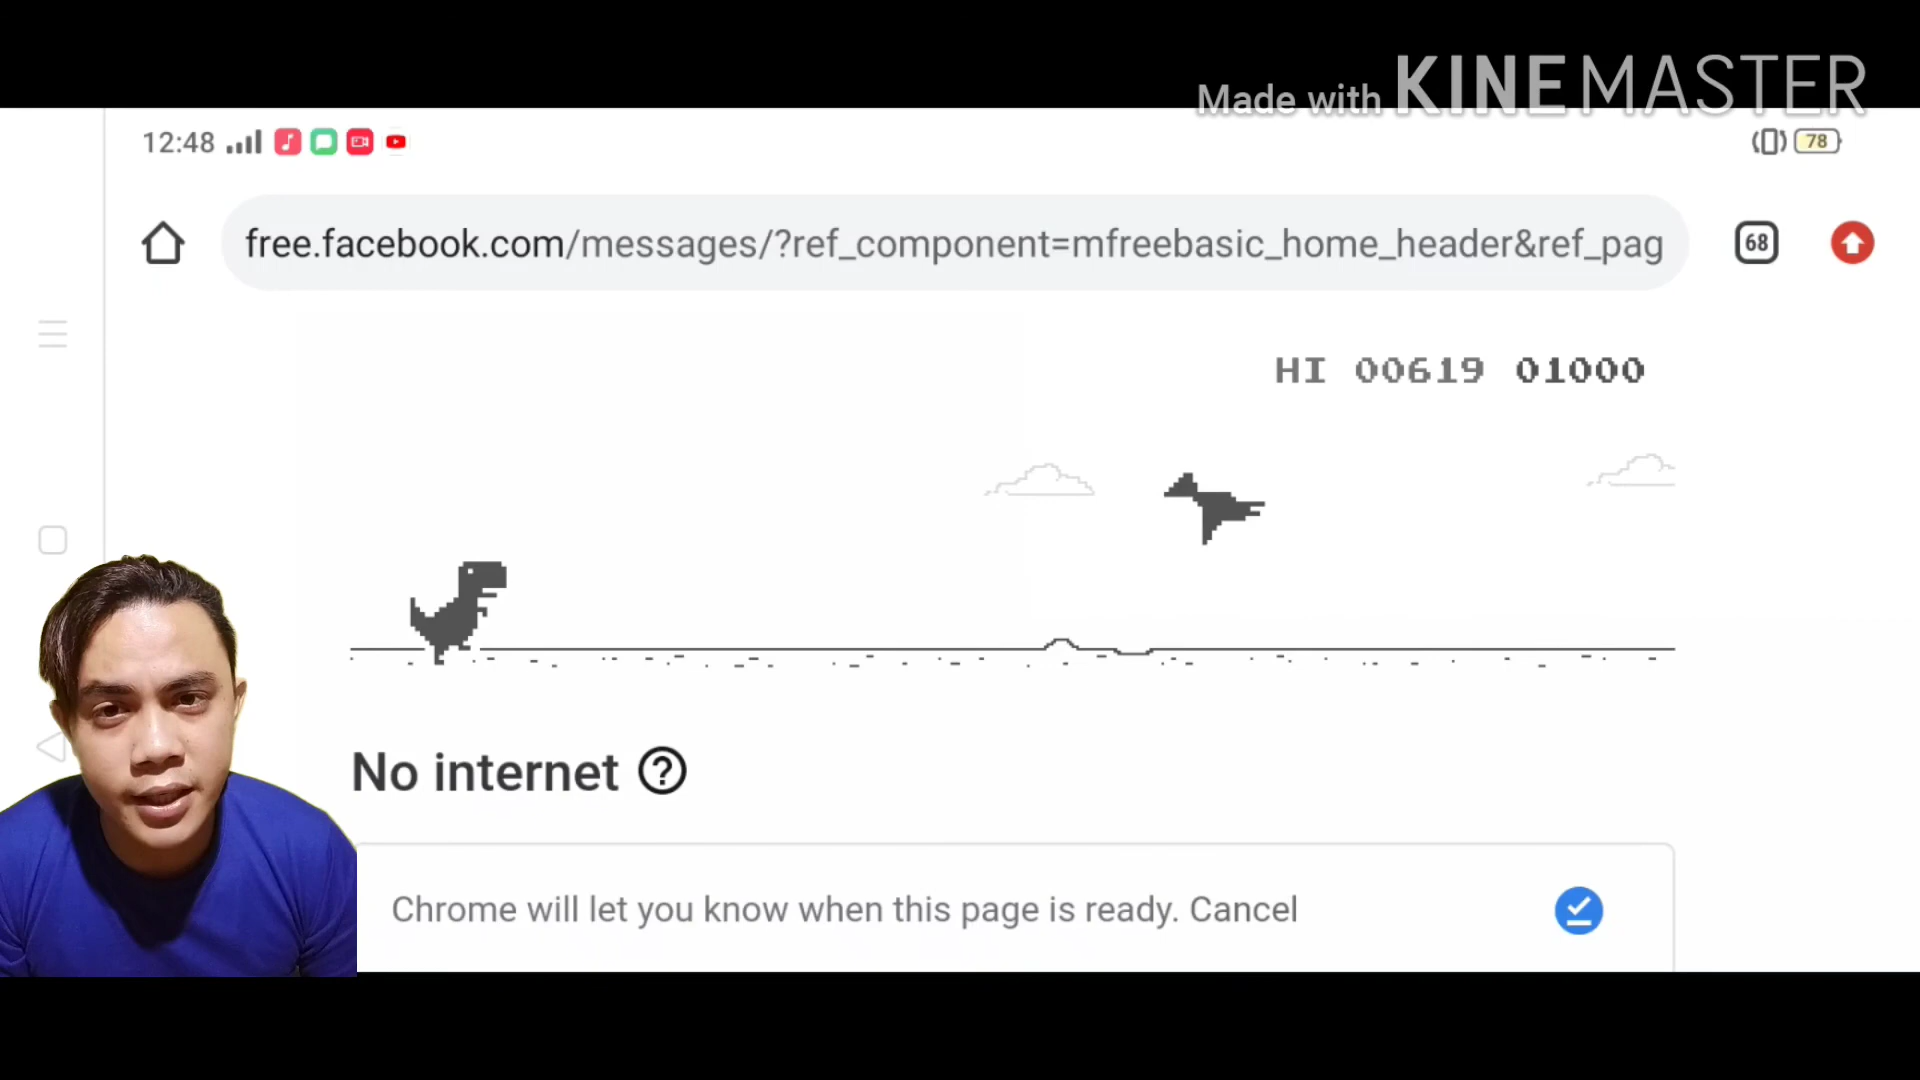 Made with KINEMASTER
12:48
78
free.facebook.com/messages/?ref_component=mfreebasic_home_header&ref_pag
68
HI 00619 01000
No internet
Chrome will let you know when this page is ready. Cancel